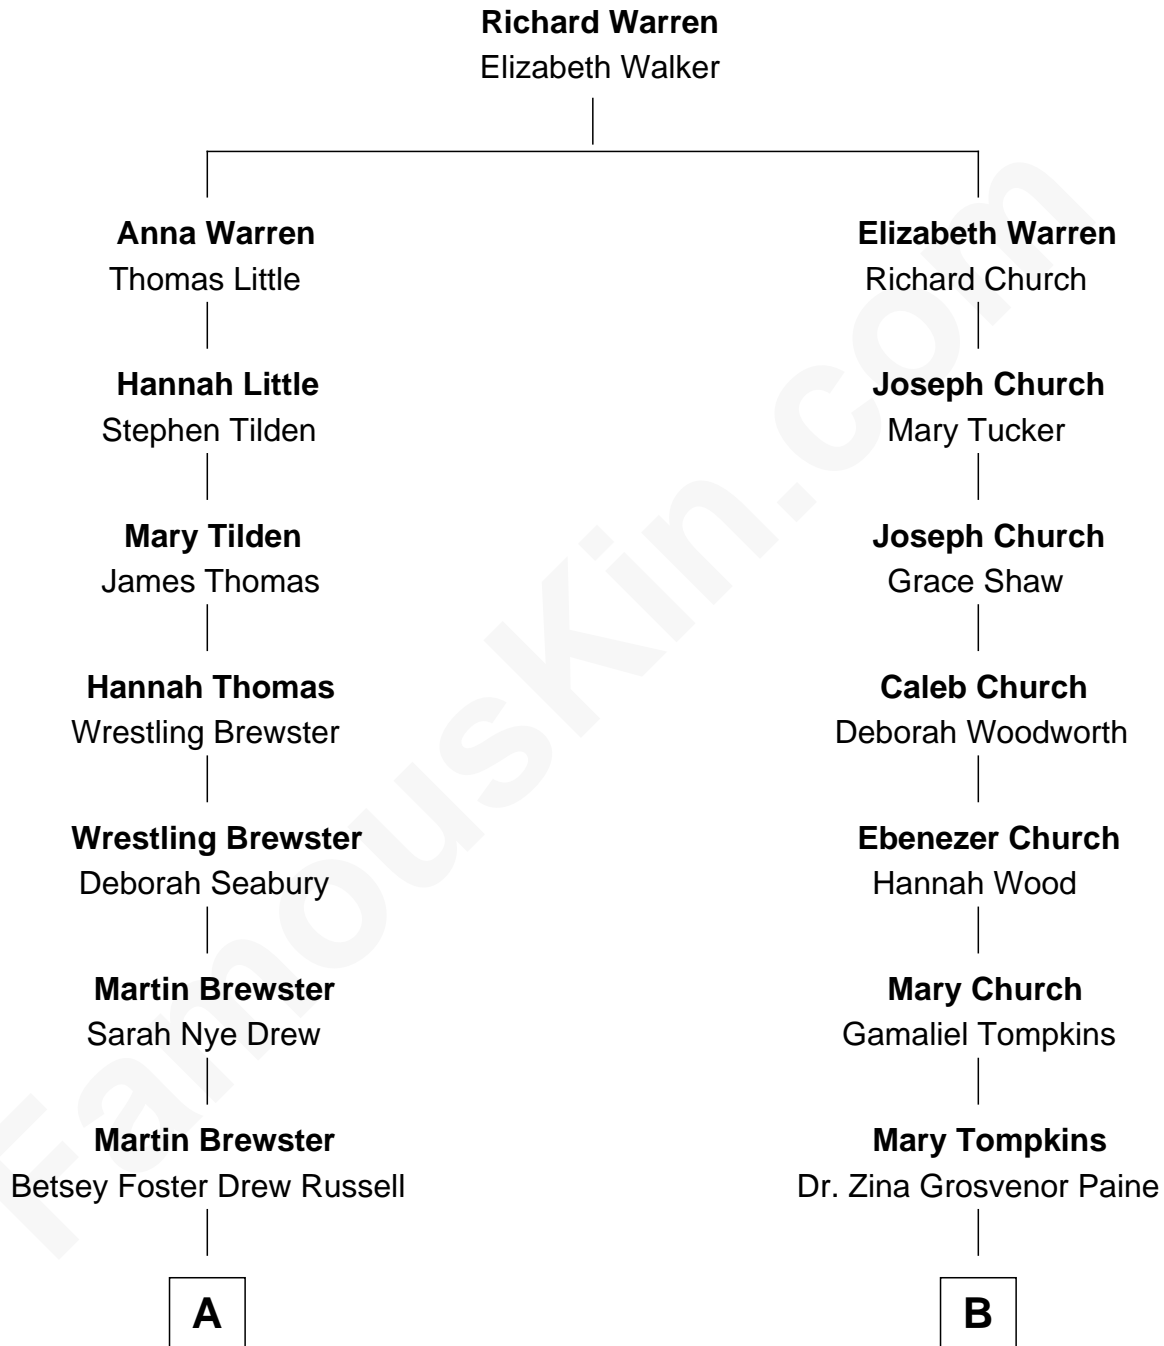 Richard Warren
Elizabeth Walker
Anna Warren
Thomas Little
Elizabeth Warren
Richard Church
Hannah Little
Stephen Tilden
Joseph Church
Mary Tucker
Mary Tilden
James Thomas
Joseph Church
Grace Shaw
Hannah Thomas
Wrestling Brewster
Caleb Church
Deborah Woodworth
Wrestling Brewster
Deborah Seabury
Ebenezer Church
Hannah Wood
Martin Brewster
Sarah Nye Drew
Mary Church
Gamaliel Tompkins
Martin Brewster
Betsey Foster Drew Russell
Mary Tompkins
Dr. Zina Grosvenor Paine
A
B
FamousKin.com